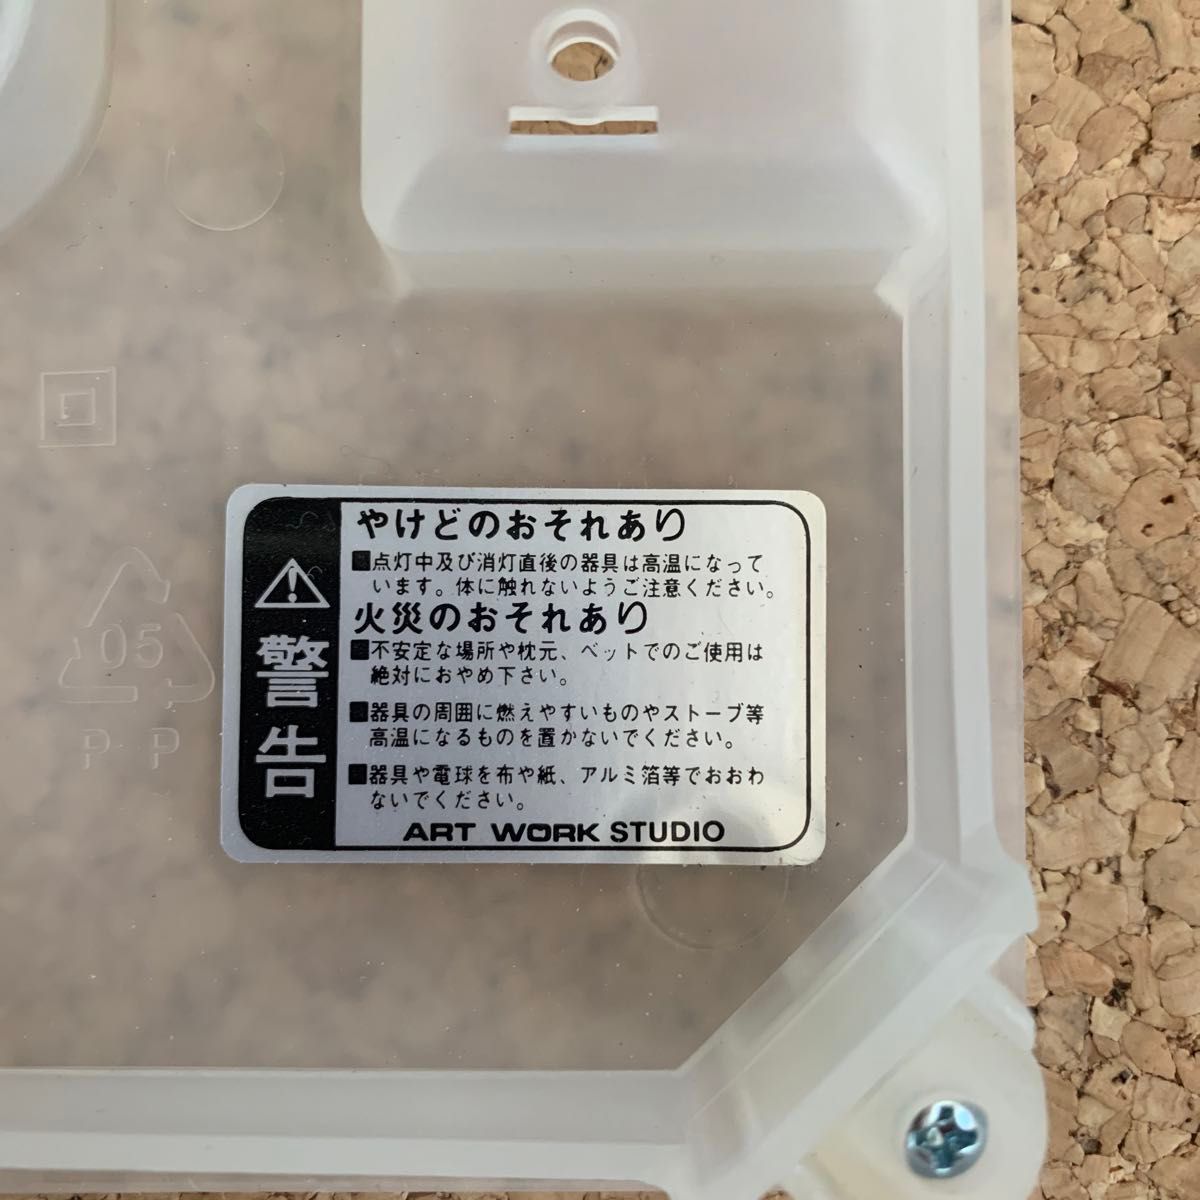 やけどのおそれあり
■点灯中及び消灯直後の器具は高温になって
います。体に触れないようご注意ください。
火災のおそれあり
■不安定な場所や枕元、ベットでのご使用は
絶対におやめ下さい。
■器具の周囲に燃えやすいものやストーブ等
高温になるものを置かないでください。
■器具や電球を布や紙、アルミ箔等でおおわ
ないでください。
ART WORK STUDIO
警告
05
PP